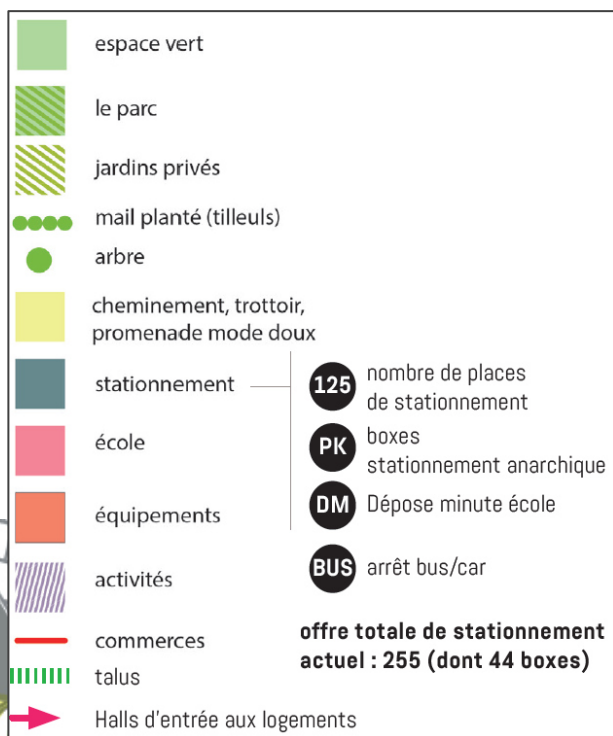 espace vert
le parc
jardins privés
mail planté (tilleuls)
arbre
cheminement, trottoir,
promenade mode doux
stationnement
école
équipements
activités
commerces
talus
Halls d'entrée aux logements
125 nombre de places
de stationnement
PK boxes
stationnement anarchique
DM Dépose minute école
BUS arrêt bus/car
offre totale de stationnement
actuel : 255 (dont 44 boxes)